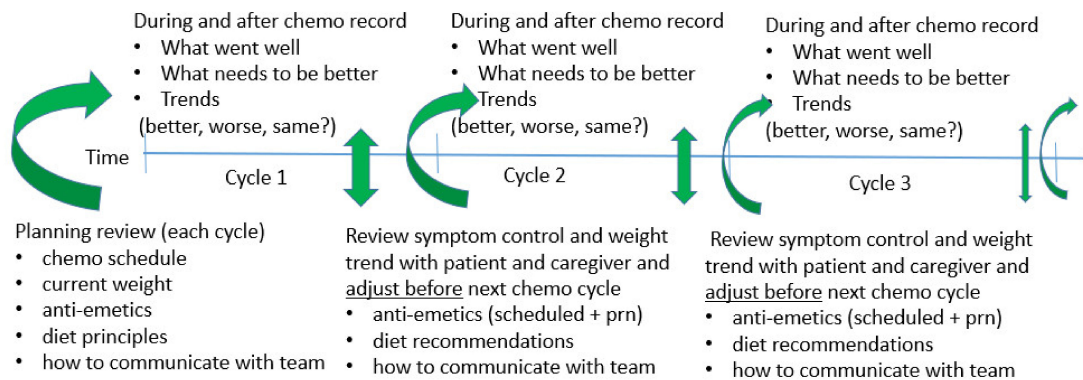 During and after chemo record
• What went well
• What needs to be better
• Trends
(better, worse, same?)
During and after chemo record
• What went well
• What needs to be better
Trends
(better, worse, same?)
During and after chemo record
• What went well
• What needs to be better
• Trends
(better, worse, same?)
Time
Cycle 1
Cycle 2
Cycle 3
Planning review (each cycle)
• chemo schedule
• current weight
• anti-emetics
• diet principles
• how to communicate with team
Review symptom control and weight
trend with patient and caregiver and
adjust before next chemo cycle
• anti-emetics (scheduled + prn)
• diet recommendations
• how to communicate with team
Review symptom control and weight
trend with patient and caregiver and
adjust before next chemo cycle
• anti-emetics (scheduled + prn)
• diet recommendations
• how to communicate with team